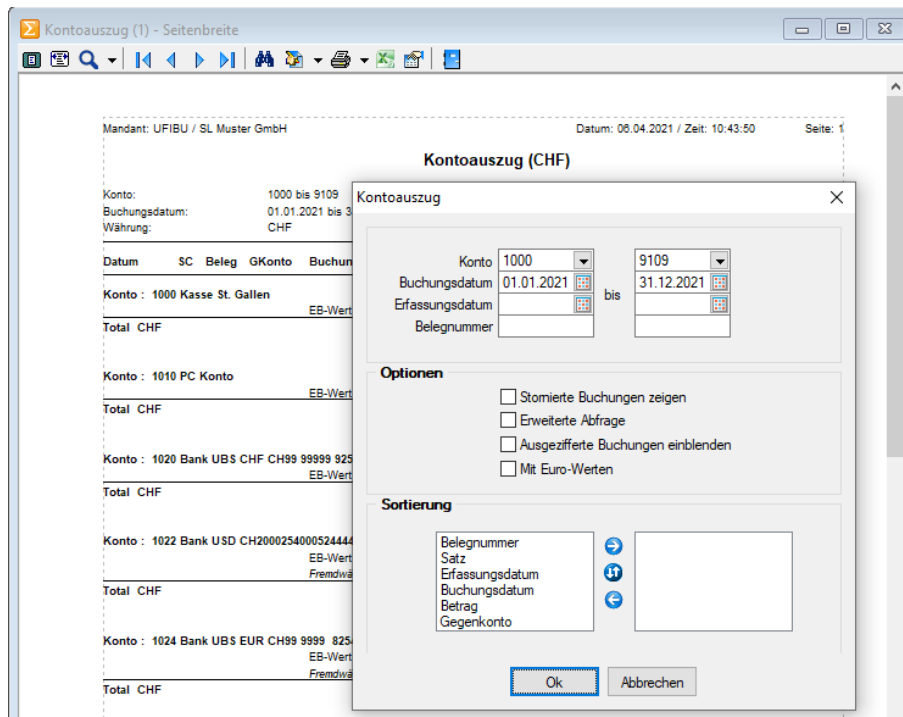 Kontoauszug (1) - Seitenbreite
Mandant: UFIBU / SL Muster GmbH Datum: 06.04.2021 / Zeit: 10:43:50 Seite: 1
Kontoauszug (CHF)
Konto: 1000 bis 9109
Buchungsdatum: 01.01.2021 bis 3
Währung: CHF
Datum SC Beleg GKonto Buchun
Konto : 1000 Kasse St. Gallen
EB-Wert
Total CHF
Konto : 1010 PC Konto
EB-Wert
Total CHF
Konto : 1020 Bank UBS CHF CH99 99999 925
EB-Wert
Total CHF
Konto : 1022 Bank USD CH2000254000524444
EB-Wert
Fremdwä
Total CHF
Konto : 1024 Bank UBS EUR CH99 9999 825
EB-Wert
Fremdwä
Total CHF
Kontoauszug
Konto 1000 9109
Buchungsdatum 01.01.2021 bis 31.12.2021
Erfassungsdatum
Belegnummer
Optionen
Stornierte Buchungen zeigen
Erweiterte Abfrage
Ausgezifferte Buchungen einblenden
Mit Euro-Werten
Sortierung
Belegnummer
Satz
Erfassungsdatum
Buchungsdatum
Betrag
Gegenkonto
Ok Abbrechen